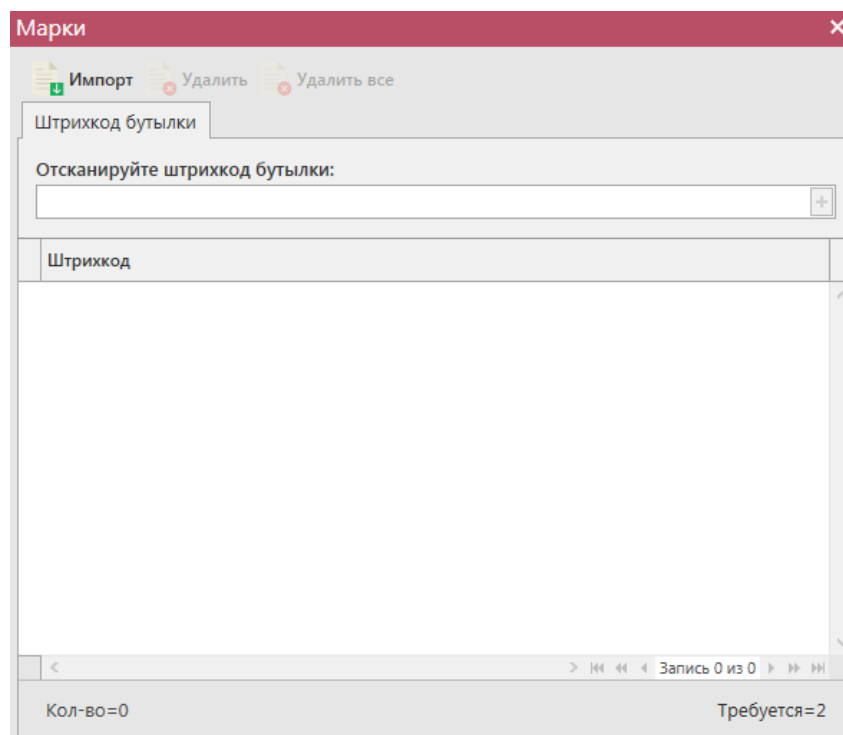 Марки
Импорт Удалить Удалить все
Штрихкод бутылки
Отсканируйте штрихкод бутылки:
Штрихкод
Запись 0 из 0
Кол-во=0 Требуется=2